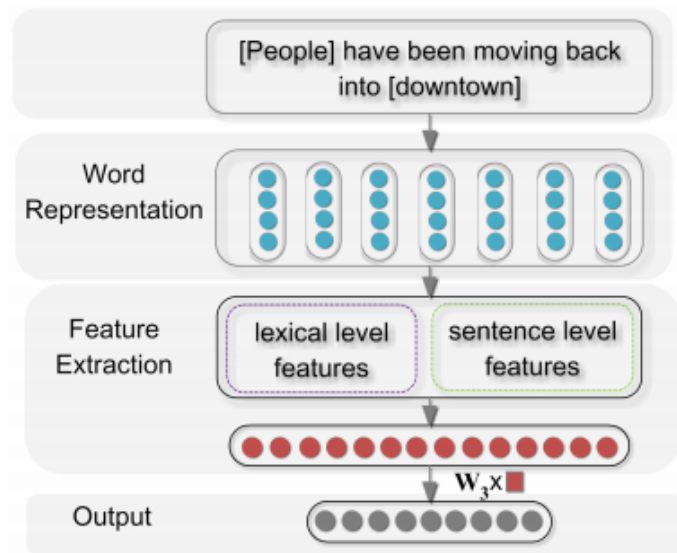 [People] have been moving back
into [downtown]
Word
Representation
Feature
Extraction
lexical level
features
sentence level
features
W₃x
Output